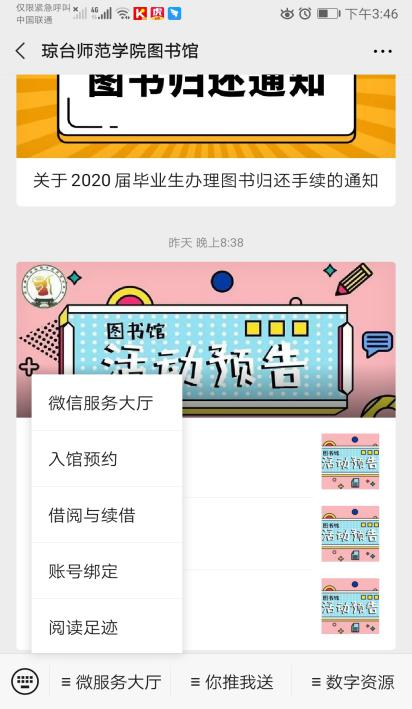 仅限紧急呼叫
中国联通
4G
下午3:46
琼台师范学院图书馆
图书归还通知
关于2020届毕业生办理图书归还手续的通知
昨天 晚上8:38
图书馆
活动预告
微信服务大厅
入馆预约
借阅与续借
账号绑定
阅读足迹
图书馆
活动预告
图书馆
活动预告
图书馆
活动预告
微服务大厅
你推我送
数字资源